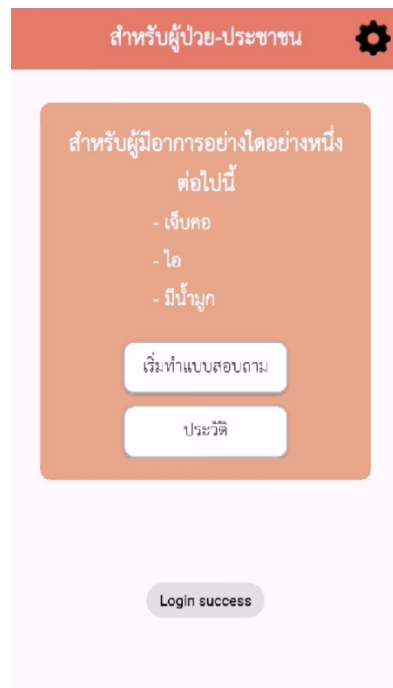 สำหรับผู้ป่วย-ประชาชน
สำหรับผู้มีอาการอย่างใดอย่างหนึ่ง
ต่อไปนี้
- เจ็บคอ
- ไอ
- มีน้ำมูก
เริ่มทำแบบสอบถาม
ประวัติ
Login success